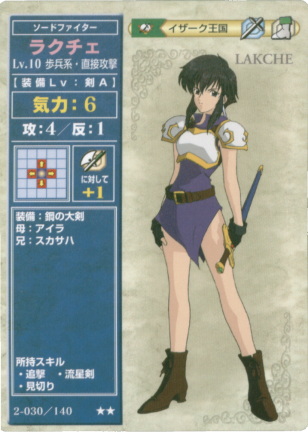 ソードファイター
ラクチェ
Lv.10 歩兵系・直接攻撃
【装備Lv：剣A】
気力：6
攻：4／反：1
に対して
+1
装備：鋼の大剣
母：アイラ
兄：スカサハ
所持スキル
・追撃 ・流星剣
・見切り
2-030/140 ★★
イザーク王国
LAKCHE